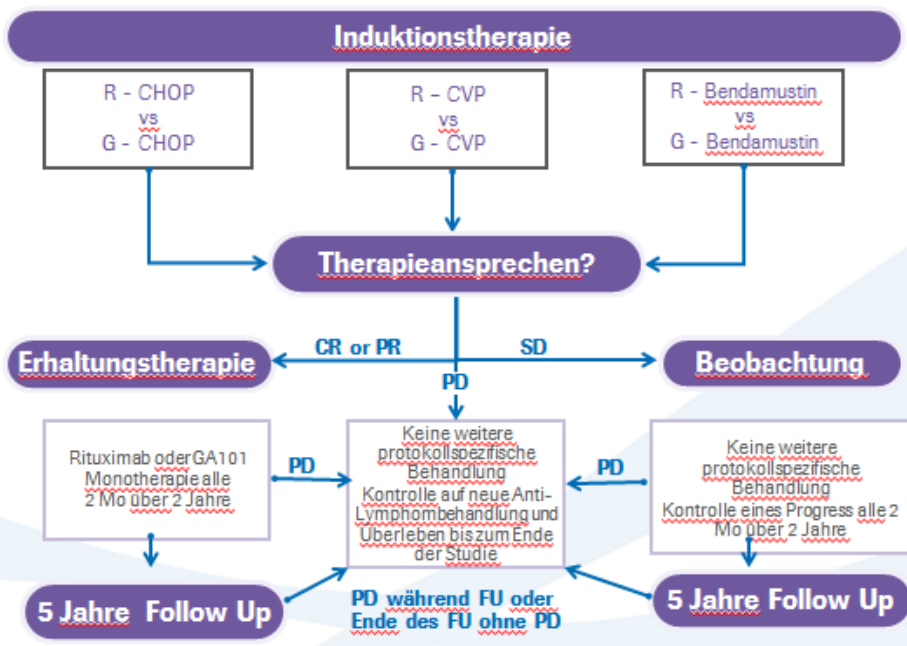 Induktionstherapie
R - CHOP
vs
G - CHOP
R – CVP
vs
G - CVP
R - Bendamustin
vs
G - Bendamustin
Therapieansprechen?
Erhaltungstherapie
CR or PR
SD
PD
Beobachtung
Rituximab oder GA101
Monotherapie alle
2 Mo über 2 Jahre
PD
Keine weitere
protokollspezifische
Behandlung
Kontrolle auf neue Anti-
Lymphombehandlung und
Überleben bis zum Ende
der Studie
PD
Keine weitere
protokollspezifische
Behandlung
Kontrolle eines Progress alle 2
Mo über 2 Jahre
5 Jahre Follow Up
PD während FU oder
Ende des FU ohne PD
5 Jahre Follow Up